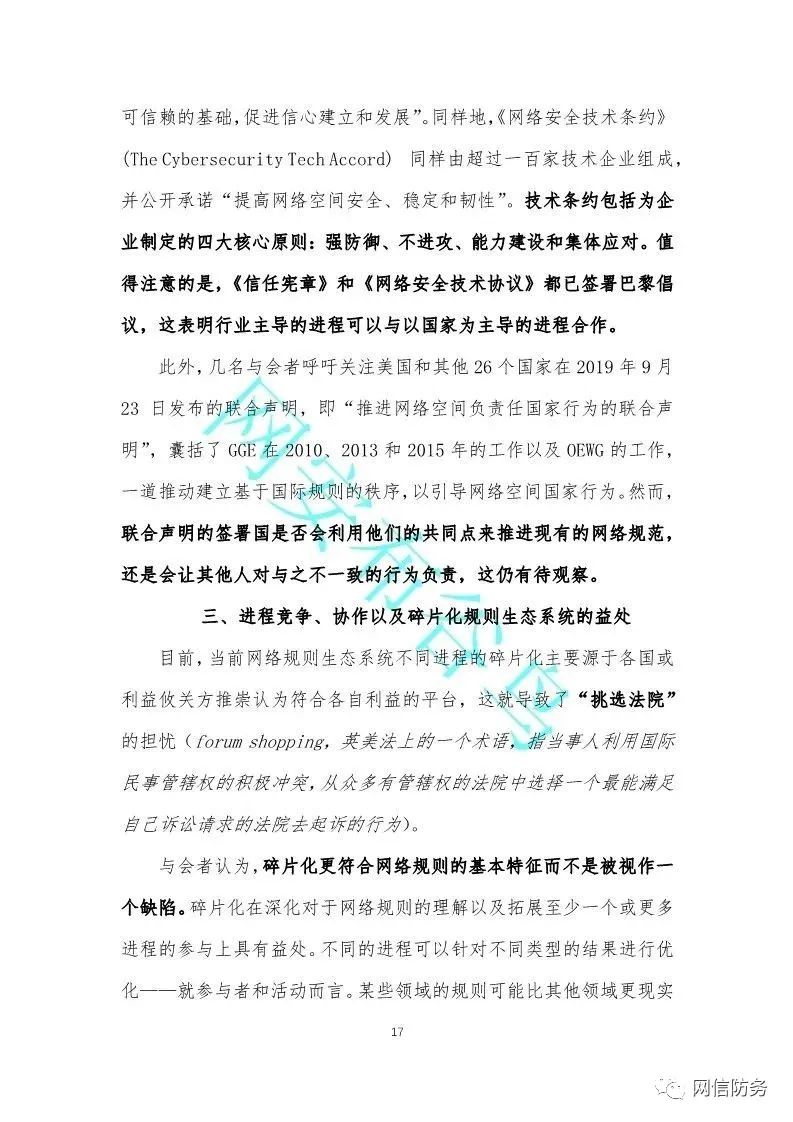 可信赖的基础,促进信心建立和发展”。同样地,《网络安全技术条约》
(The Cybersecurity Tech Accord) 同样由超过一百家技术企业组成,
并公开承诺“提高网络空间安全、稳定和韧性”。技术条约包括为企
业制定的四大核心原则：强防御、不进攻、能力建设和集体应对。值
得注意的是,《信任宪章》和《网络安全技术协议》都已签署巴黎倡
议，这表明行业主导的进程可以与以国家为主导的进程合作。
此外,几名与会者呼吁关注美国和其他 26 个国家在 2019 年 9 月
23 日发布的联合声明，即“推进网络空间负责任国家行为的联合声
明”，囊括了 GGE 在 2010、2013 和 2015 年的工作以及 OEWG 的工作,
一道推动建立基于国际规则的秩序,以引导网络空间国家行为。然而,
联合声明的签署国是否会利用他们的共同点来推进现有的网络规范,
还是会让其他人对与之不一致的行为负责，这仍有待观察。
三、进程竞争、协作以及碎片化规则生态系统的益处
目前,当前网络规则生态系统不同进程的碎片化主要源于各国或
利益攸关方推崇认为符合各自利益的平台，这就导致了“挑选法院”
的担忧（forum shopping，英美法上的一个术语，指当事人利用国际
民事管辖权的积极冲突,从众多有管辖权的法院中选择一个最能满足
自己诉讼请求的法院去起诉的行为）。
与会者认为,碎片化更符合网络规则的基本特征而不是被视作一
个缺陷。碎片化在深化对于网络规则的理解以及拓展至少一个或更多
进程的参与上具有益处。不同的进程可以针对不同类型的结果进行优
化——就参与者和活动而言。某些领域的规则可能比其他领域更现实
17
网安布谷鸟
网信防务